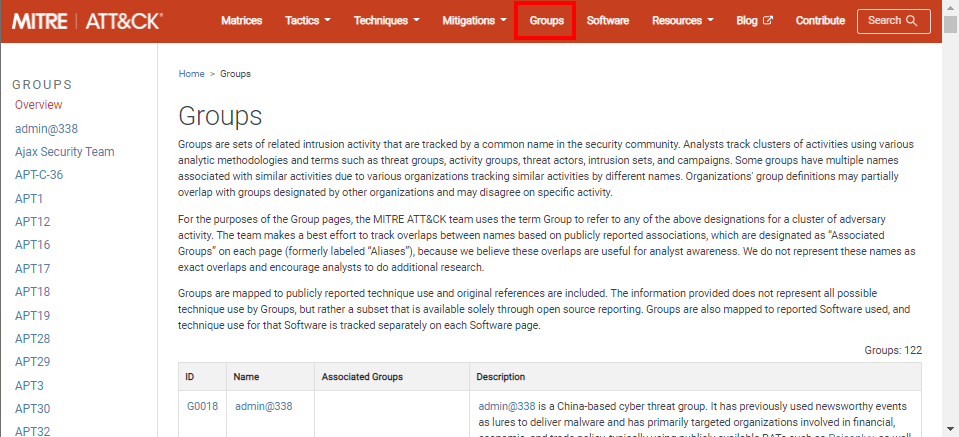 MITRE | ATT&CK®
Matrices Tactics Techniques Mitigations Groups Software Resources Blog Contribute Search
GROUPS
Overview
admin@338
Ajax Security Team
APT-C-36
APT1
APT12
APT16
APT17
APT18
APT19
APT28
APT29
APT3
APT30
APT32
Home > Groups
Groups
Groups are sets of related intrusion activity that are tracked by a common name in the security community. Analysts track clusters of activities using various
analytic methodologies and terms such as threat groups, activity groups, threat actors, intrusion sets, and campaigns. Some groups have multiple names
associated with similar activities due to various organizations tracking similar activities by different names. Organizations' group definitions may partially
overlap with groups designated by other organizations and may disagree on specific activity.
For the purposes of the Group pages, the MITRE ATT&CK team uses the term Group to refer to any of the above designations for a cluster of adversary
activity. The team makes a best effort to track overlaps between names based on publicly reported associations, which are designated as “Associated
Groups” on each page (formerly labeled “Aliases”), because we believe these overlaps are useful for analyst awareness. We do not represent these names as
exact overlaps and encourage analysts to do additional research.
Groups are mapped to publicly reported technique use and original references are included. The information provided does not represent all possible
technique use by Groups, but rather a subset that is available solely through open source reporting. Groups are also mapped to reported Software used, and
technique use for that Software is tracked separately on each Software page.
Groups: 122
ID Name Associated Groups Description
G0018 admin@338 admin@338 is a China-based cyber threat group. It has previously used newsworthy events
as lures to deliver malware and has primarily targeted organizations involved in financial,
economic, and trade policy, typically using publicly available RATs such as PoisonIvy, as well